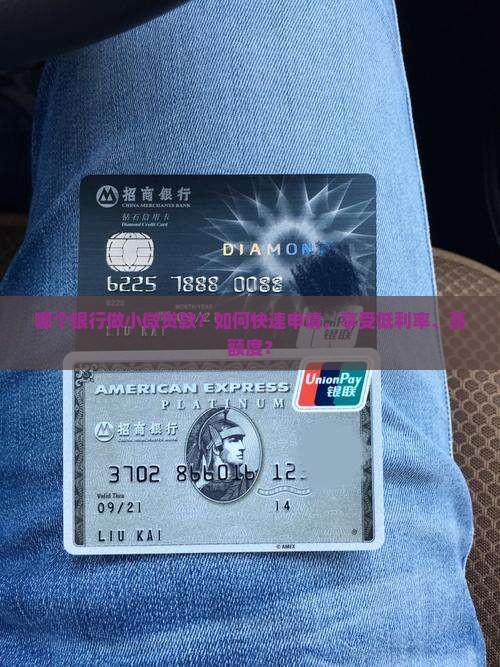 招商银行
CHINA MERCHANTS BANK
钻石信用卡
Diamond Credit Card
DIAMON
6225 7888 0088
6225
MONTH/YEAR
哪个银行做小微贷款？如何快速申请、享受低利率、高
额度？
LIU KAI
AMERICAN EXPRESS
PLATINUM
UnionPay
银联
招商银行
3702 866016 12
Valid Thru
09/21
14
LIU KAI
© AMEX